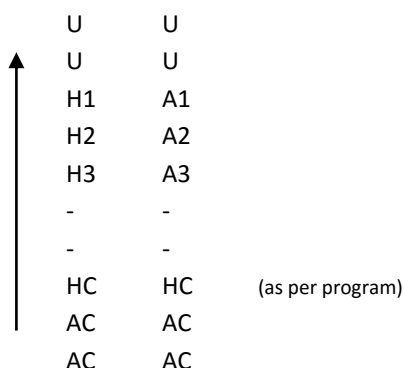 U U
U U
H1 A1
H2 A2
H3 A3
- -
- -
HC HC (as per program)
AC AC
AC AC